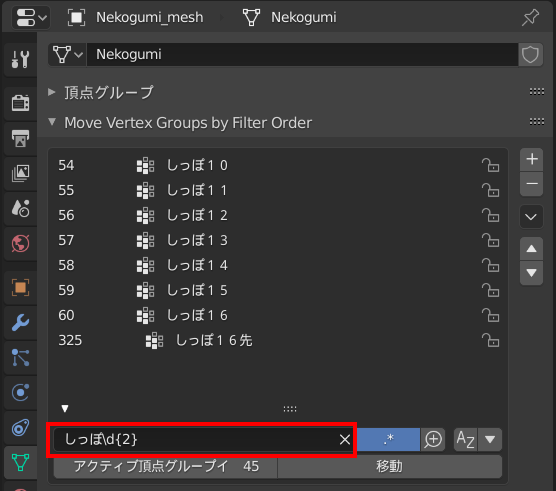 Nekogumi_mesh Nekogumi
Nekogumi
頂点グループ
Move Vertex Groups by Filter Order
54 しっぽ１０
55 しっぽ１１
56 しっぽ１２
57 しっぽ１３
58 しっぽ１４
59 しっぽ１５
60 しっぽ１６
325 しっぽ１６先
しっぽ\d{2} .* AZ
アクティブ頂点グループイ 45 移動